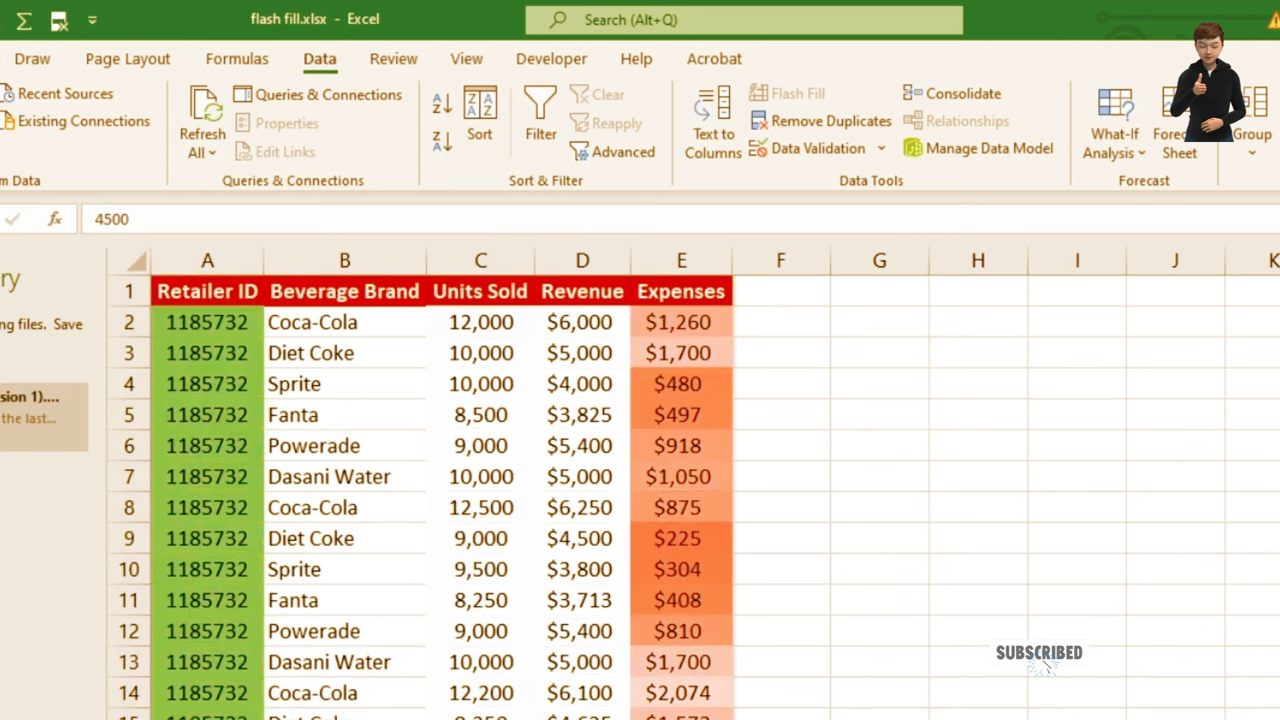 flash fill.xlsx - Excel
Search (Alt+Q)
Draw Page Layout Formulas Data Review View Developer Help Acrobat
Recent Sources
Existing Connections
Refresh All
Queries & Connections
Properties
Edit Links
Sort
Filter
Clear
Reapply
Advanced
Text to Columns
Flash Fill
Remove Duplicates
Data Validation
Consolidate
Relationships
Manage Data Model
What-If Analysis
Sheet
Group
Data
Queries & Connections
Sort & Filter
Data Tools
Forecast
fx 4500
A B C D E F G H I J K
ng files. Save
sion 1)....
the last...
1 Retailer ID Beverage Brand Units Sold Revenue Expenses
2 1185732 Coca-Cola 12,000 $6,000 $1,260
3 1185732 Diet Coke 10,000 $5,000 $1,700
4 1185732 Sprite 10,000 $4,000 $480
5 1185732 Fanta 8,500 $3,825 $497
6 1185732 Powerade 9,000 $5,400 $918
7 1185732 Dasani Water 10,000 $5,000 $1,050
8 1185732 Coca-Cola 12,500 $6,250 $875
9 1185732 Diet Coke 9,000 $4,500 $225
10 1185732 Sprite 9,500 $3,800 $304
11 1185732 Fanta 8,250 $3,713 $408
12 1185732 Powerade 9,000 $5,400 $810
13 1185732 Dasani Water 10,000 $5,000 $1,700
14 1185732 Coca-Cola 12,200 $6,100 $2,074
SUBSCRIBED